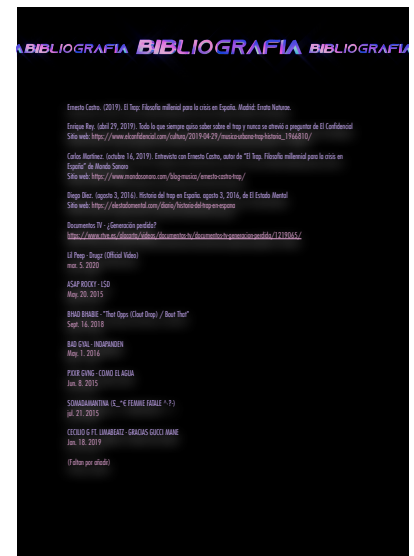 BIBLIOGRAFIA BIBLIOGRAFIA BIBLIOGRAFIA
Ernesto Castro. (2019). El Trap: Filosofía millenial para la crisis en España. Madrid: Errata Naturae.
Enrique Rey. (abril 29, 2019). Todo lo que siempre quiso saber sobre el trap y nunca se atrevió a preguntar de El Confidencial
Sitio web: https://www.elconfidencial.com/cultura/2019-04-29/musica-urbana-trap-historia_1966810/
Carlos Martínez. (octubre 16, 2019). Entrevista con Ernesto Castro, autor de "El Trap. Filosofía millenial para la crisis en
España" de Mondo Sonoro
Sitio web: https://www.mondosonoro.com/blog-musica/ernesto-castro-trap/
Diego Díaz. (agosto 3, 2016). Historia del trap en España. agosto 3, 2016, de El Estado Mental
Sitio web: https://elestadomental.com/diario/historia-del-trap-en-espana
Documentos TV - ¿Generación perdida?
https://www.rtve.es/alacarta/videos/documentos-tv/documentos-tv-generacion-perdida/1219065/
Lil Peep - Drugz (Official Video)
mar. 5. 2020
A$AP ROCKY - LSD
May. 20. 2015
BHAD BHABIE - "That Opps (Clout Drop) / Bout That"
Sept. 16. 2018
BAD GYAL - INDAPANDEN
May. 1. 2016
PXXR GVNG - COMO EL AGUA
Jun. 8. 2015
SOMADAMANTINA (£_^€ FEMME FATALE ^·?·)
jul. 21. 2015
CECILIO G FT. LIMABEATZ - GRACIAS GUCCI MANE
Jan. 18. 2019
(Faltan por añadir)